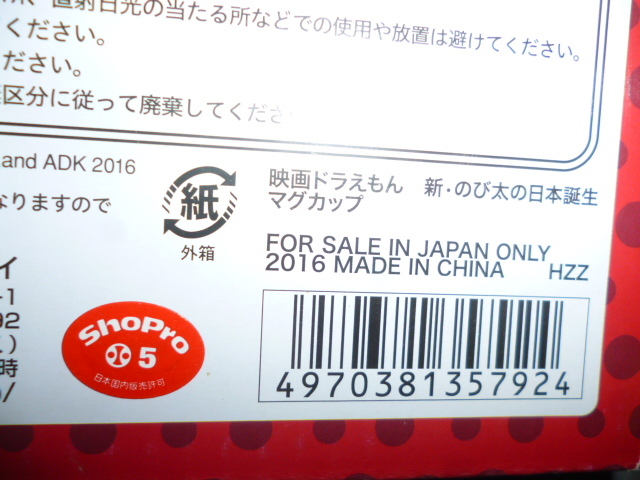 直射日光の当たる所などでの使用や放置は避けてください。
ください。
ださい。
区分に従って廃棄してくださ
and ADK 2016
なりますので
紙
外箱
映画ドラえもん 新・のび太の日本誕生
マグカップ
FOR SALE IN JAPAN ONLY
2016 MADE IN CHINA HZZ
イ
-1
92
)
時
/
ShoPro
5
日本国内販売許可
4970381357924